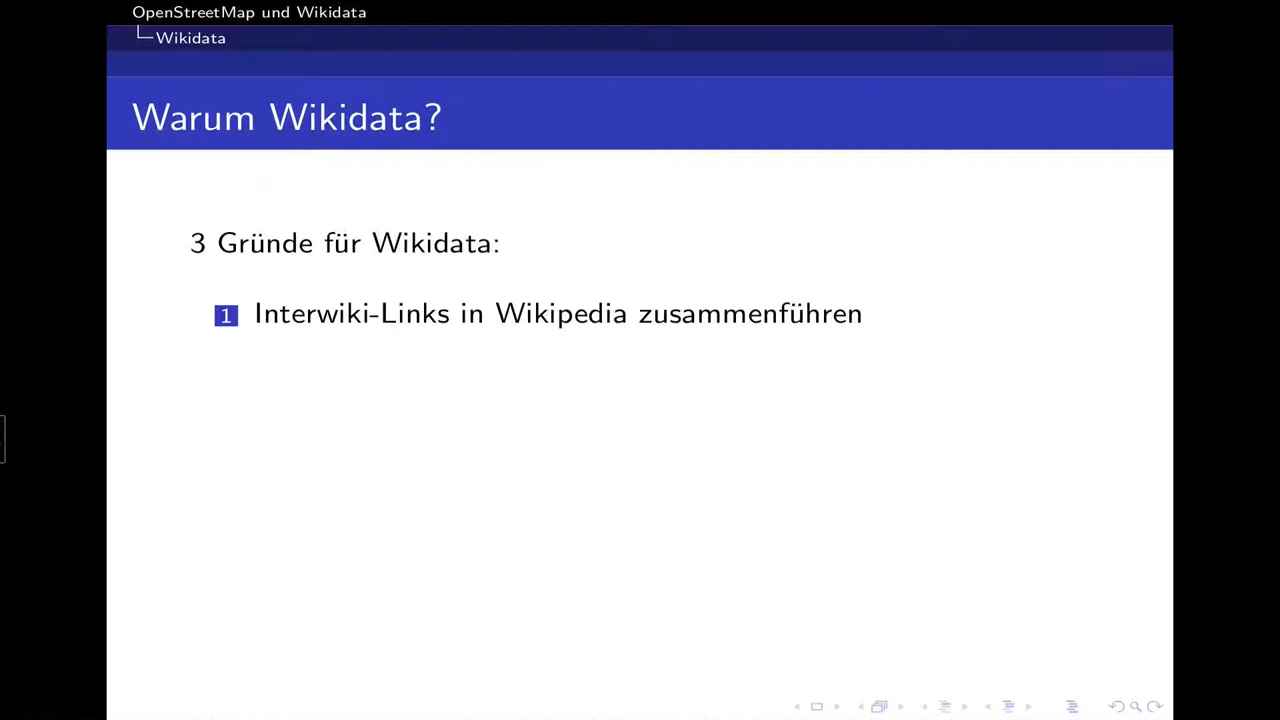 OpenStreetMap und Wikidata
Wikidata
Warum Wikidata?
3 Gründe für Wikidata:
1 Interwiki-Links in Wikipedia zusammenführen